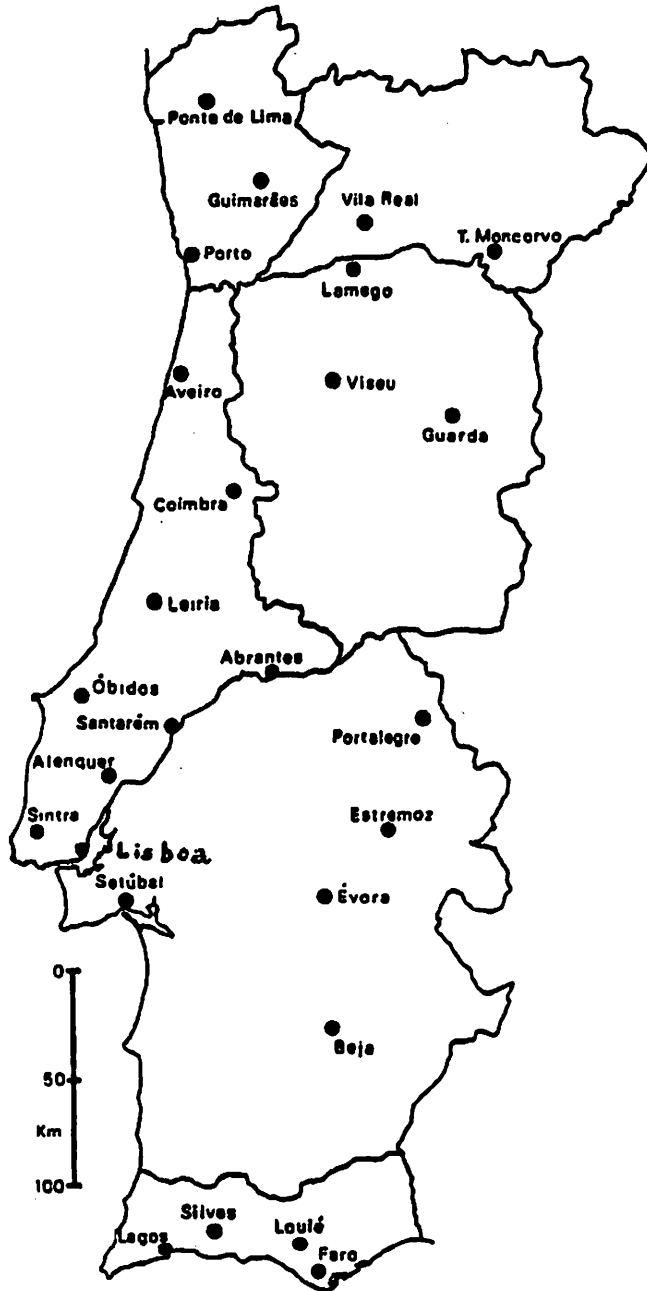 Ponte de Lima
Guimarães
Vila Real
Porto
T. Moncorvo
Lamego
Aveiro
Viseu
Guarda
Coimbra
Leiria
Abrantes
Óbidos
Santarém
Portalegre
Alenquer
Sintra
Estremoz
Lisboa
Setúbal
Évora
0
Beja
50
Km
100
Silves
Loulé
Lagos
Faro